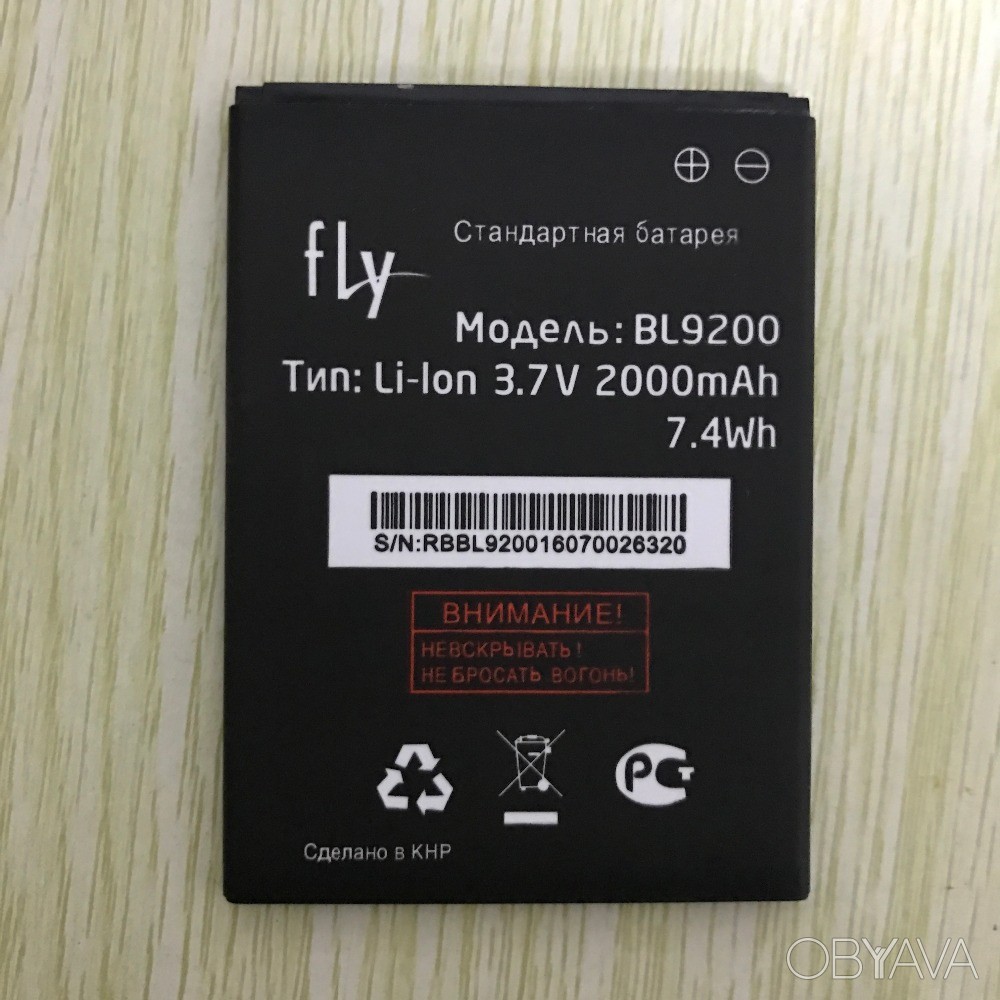 fly
Стандартная батарея
Модель: BL9200
Тип: Li-Ion 3.7V 2000mAh
7.4Wh
S/N:RBBL920016070026320
ВНИМАНИЕ!
НЕВСКРЫВАТЬ!
НЕ БРОСАТЬ ВОГОНЬ!
РСТ
Сделано в КНР
OBYAVA